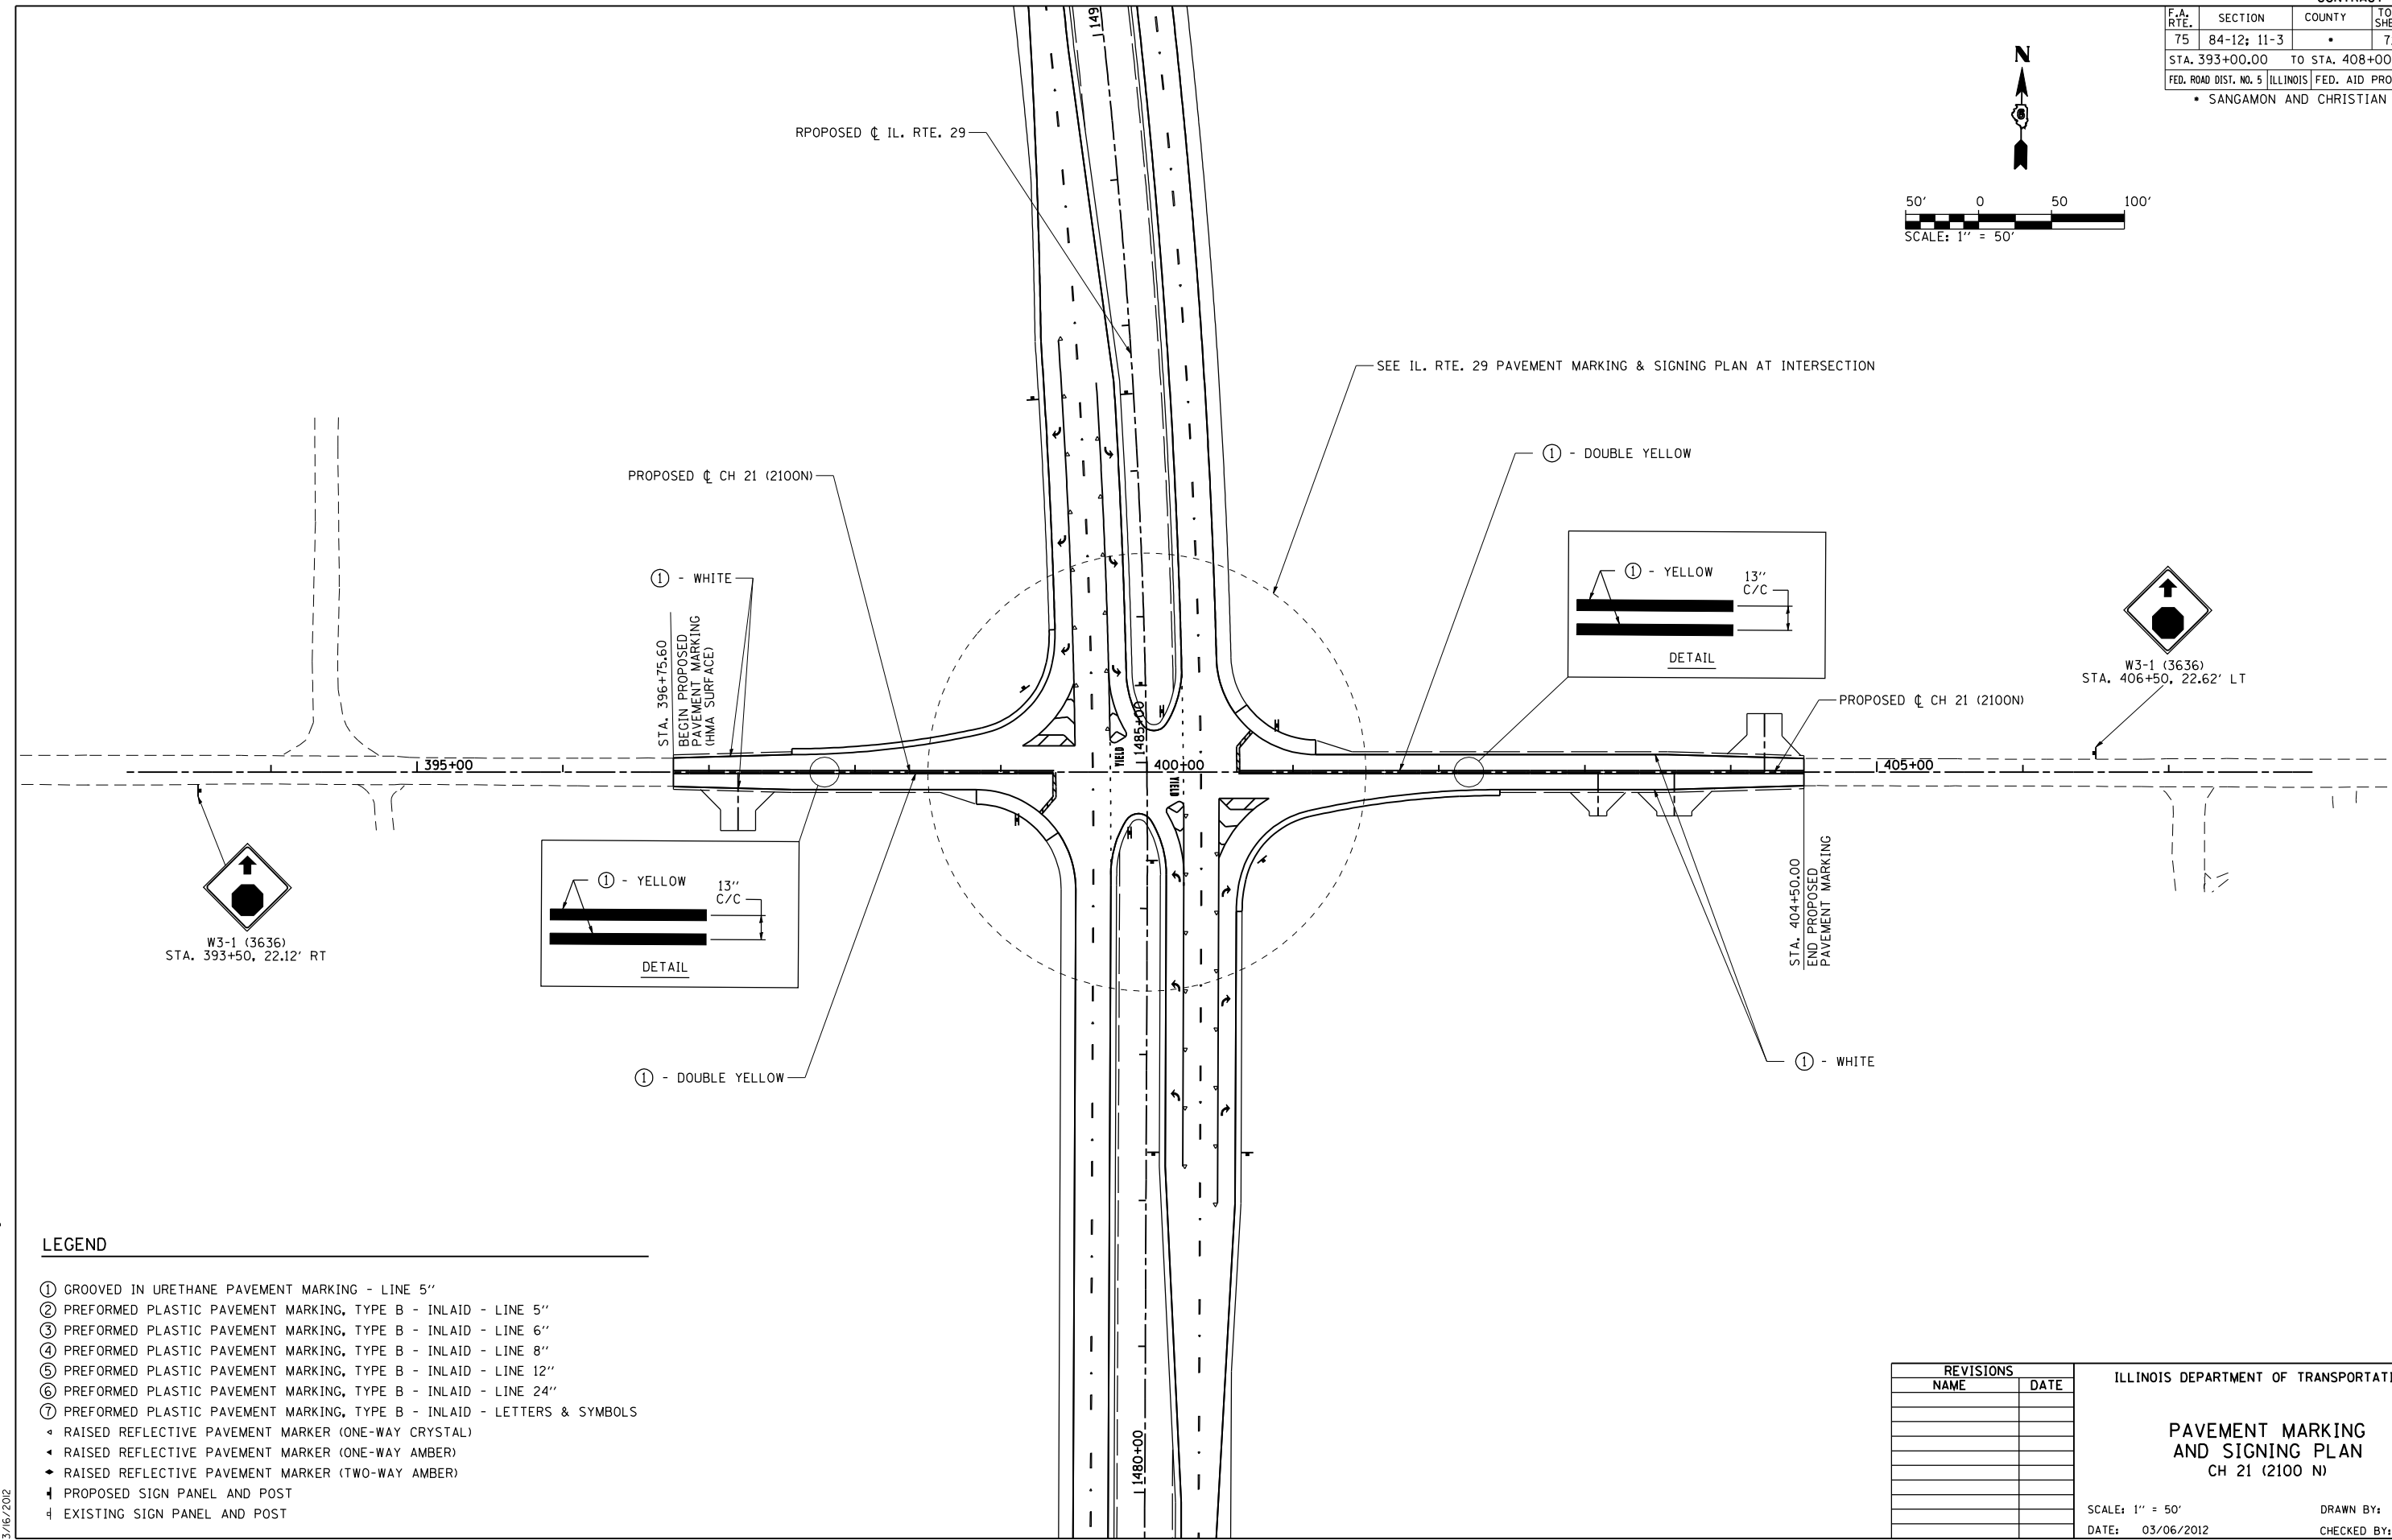 F.A. RTE. SECTION COUNTY
75 84-12; 11-3 *
STA. 393+00.00 TO STA. 408+00
FED. ROAD DIST. NO. 5 ILLINOIS FED. AID
* SANGAMON AND CHRISTIAN
N
6
50' 0 50 100'
SCALE: 1'' = 50'
149
RPOPOSED ℄ IL. RTE. 29
SEE IL. RTE. 29 PAVEMENT MARKING & SIGNING PLAN AT INTERSECTION
① - DOUBLE YELLOW
PROPOSED ℄ CH 21 (2100N)
① - WHITE
STA. 396+75.60
BEGIN PROPOSED
PAVEMENT MARKING
(HMA SURFACE)
① - YELLOW
13''
C/C
DETAIL
W3-1 (3636)
STA. 406+50, 22.62' LT
PROPOSED ℄ CH 21 (2100N)
1485+00
YIELD
395+00
400+00
405+00
YIELD
① - YELLOW
13''
C/C
DETAIL
W3-1 (3636)
STA. 393+50, 22.12' RT
STA. 404+50.00
END PROPOSED
PAVEMENT MARKING
① - WHITE
① - DOUBLE YELLOW
1480+00
LEGEND
① GROOVED IN URETHANE PAVEMENT MARKING - LINE 5''
② PREFORMED PLASTIC PAVEMENT MARKING, TYPE B - INLAID - LINE 5''
③ PREFORMED PLASTIC PAVEMENT MARKING, TYPE B - INLAID - LINE 6''
④ PREFORMED PLASTIC PAVEMENT MARKING, TYPE B - INLAID - LINE 8''
⑤ PREFORMED PLASTIC PAVEMENT MARKING, TYPE B - INLAID - LINE 12''
⑥ PREFORMED PLASTIC PAVEMENT MARKING, TYPE B - INLAID - LINE 24''
⑦ PREFORMED PLASTIC PAVEMENT MARKING, TYPE B - INLAID - LETTERS & SYMBOLS
RAISED REFLECTIVE PAVEMENT MARKER (ONE-WAY CRYSTAL)
RAISED REFLECTIVE PAVEMENT MARKER (ONE-WAY AMBER)
RAISED REFLECTIVE PAVEMENT MARKER (TWO-WAY AMBER)
PROPOSED SIGN PANEL AND POST
EXISTING SIGN PANEL AND POST
3/16/2012
REVISIONS
NAME DATE
ILLINOIS DEPARTMENT OF TRANSPORTATI
PAVEMENT MARKING
AND SIGNING PLAN
CH 21 (2100 N)
SCALE: 1'' = 50'
DRAWN BY:
DATE: 03/06/2012
CHECKED BY: